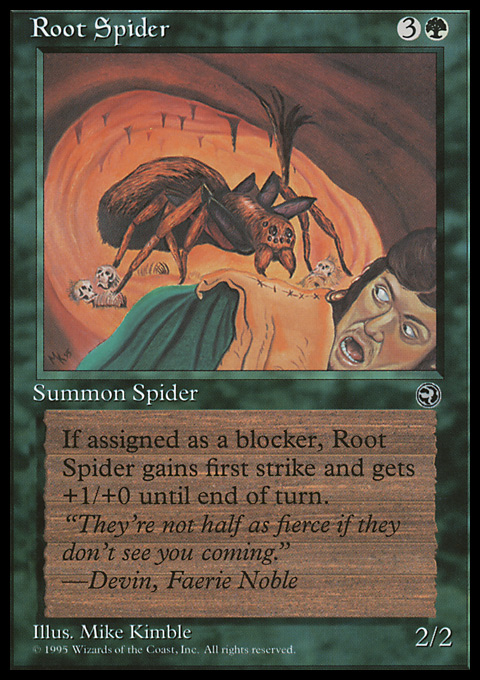 Root Spider
3
Summon Spider
If assigned as a blocker, Root
Spider gains first strike and gets
+1/+0 until end of turn.
“They’re not half as fierce if they
don’t see you coming.”
—Devin, Faerie Noble
Illus. Mike Kimble
2/2
© 1995 Wizards of the Coast, Inc. All rights reserved.